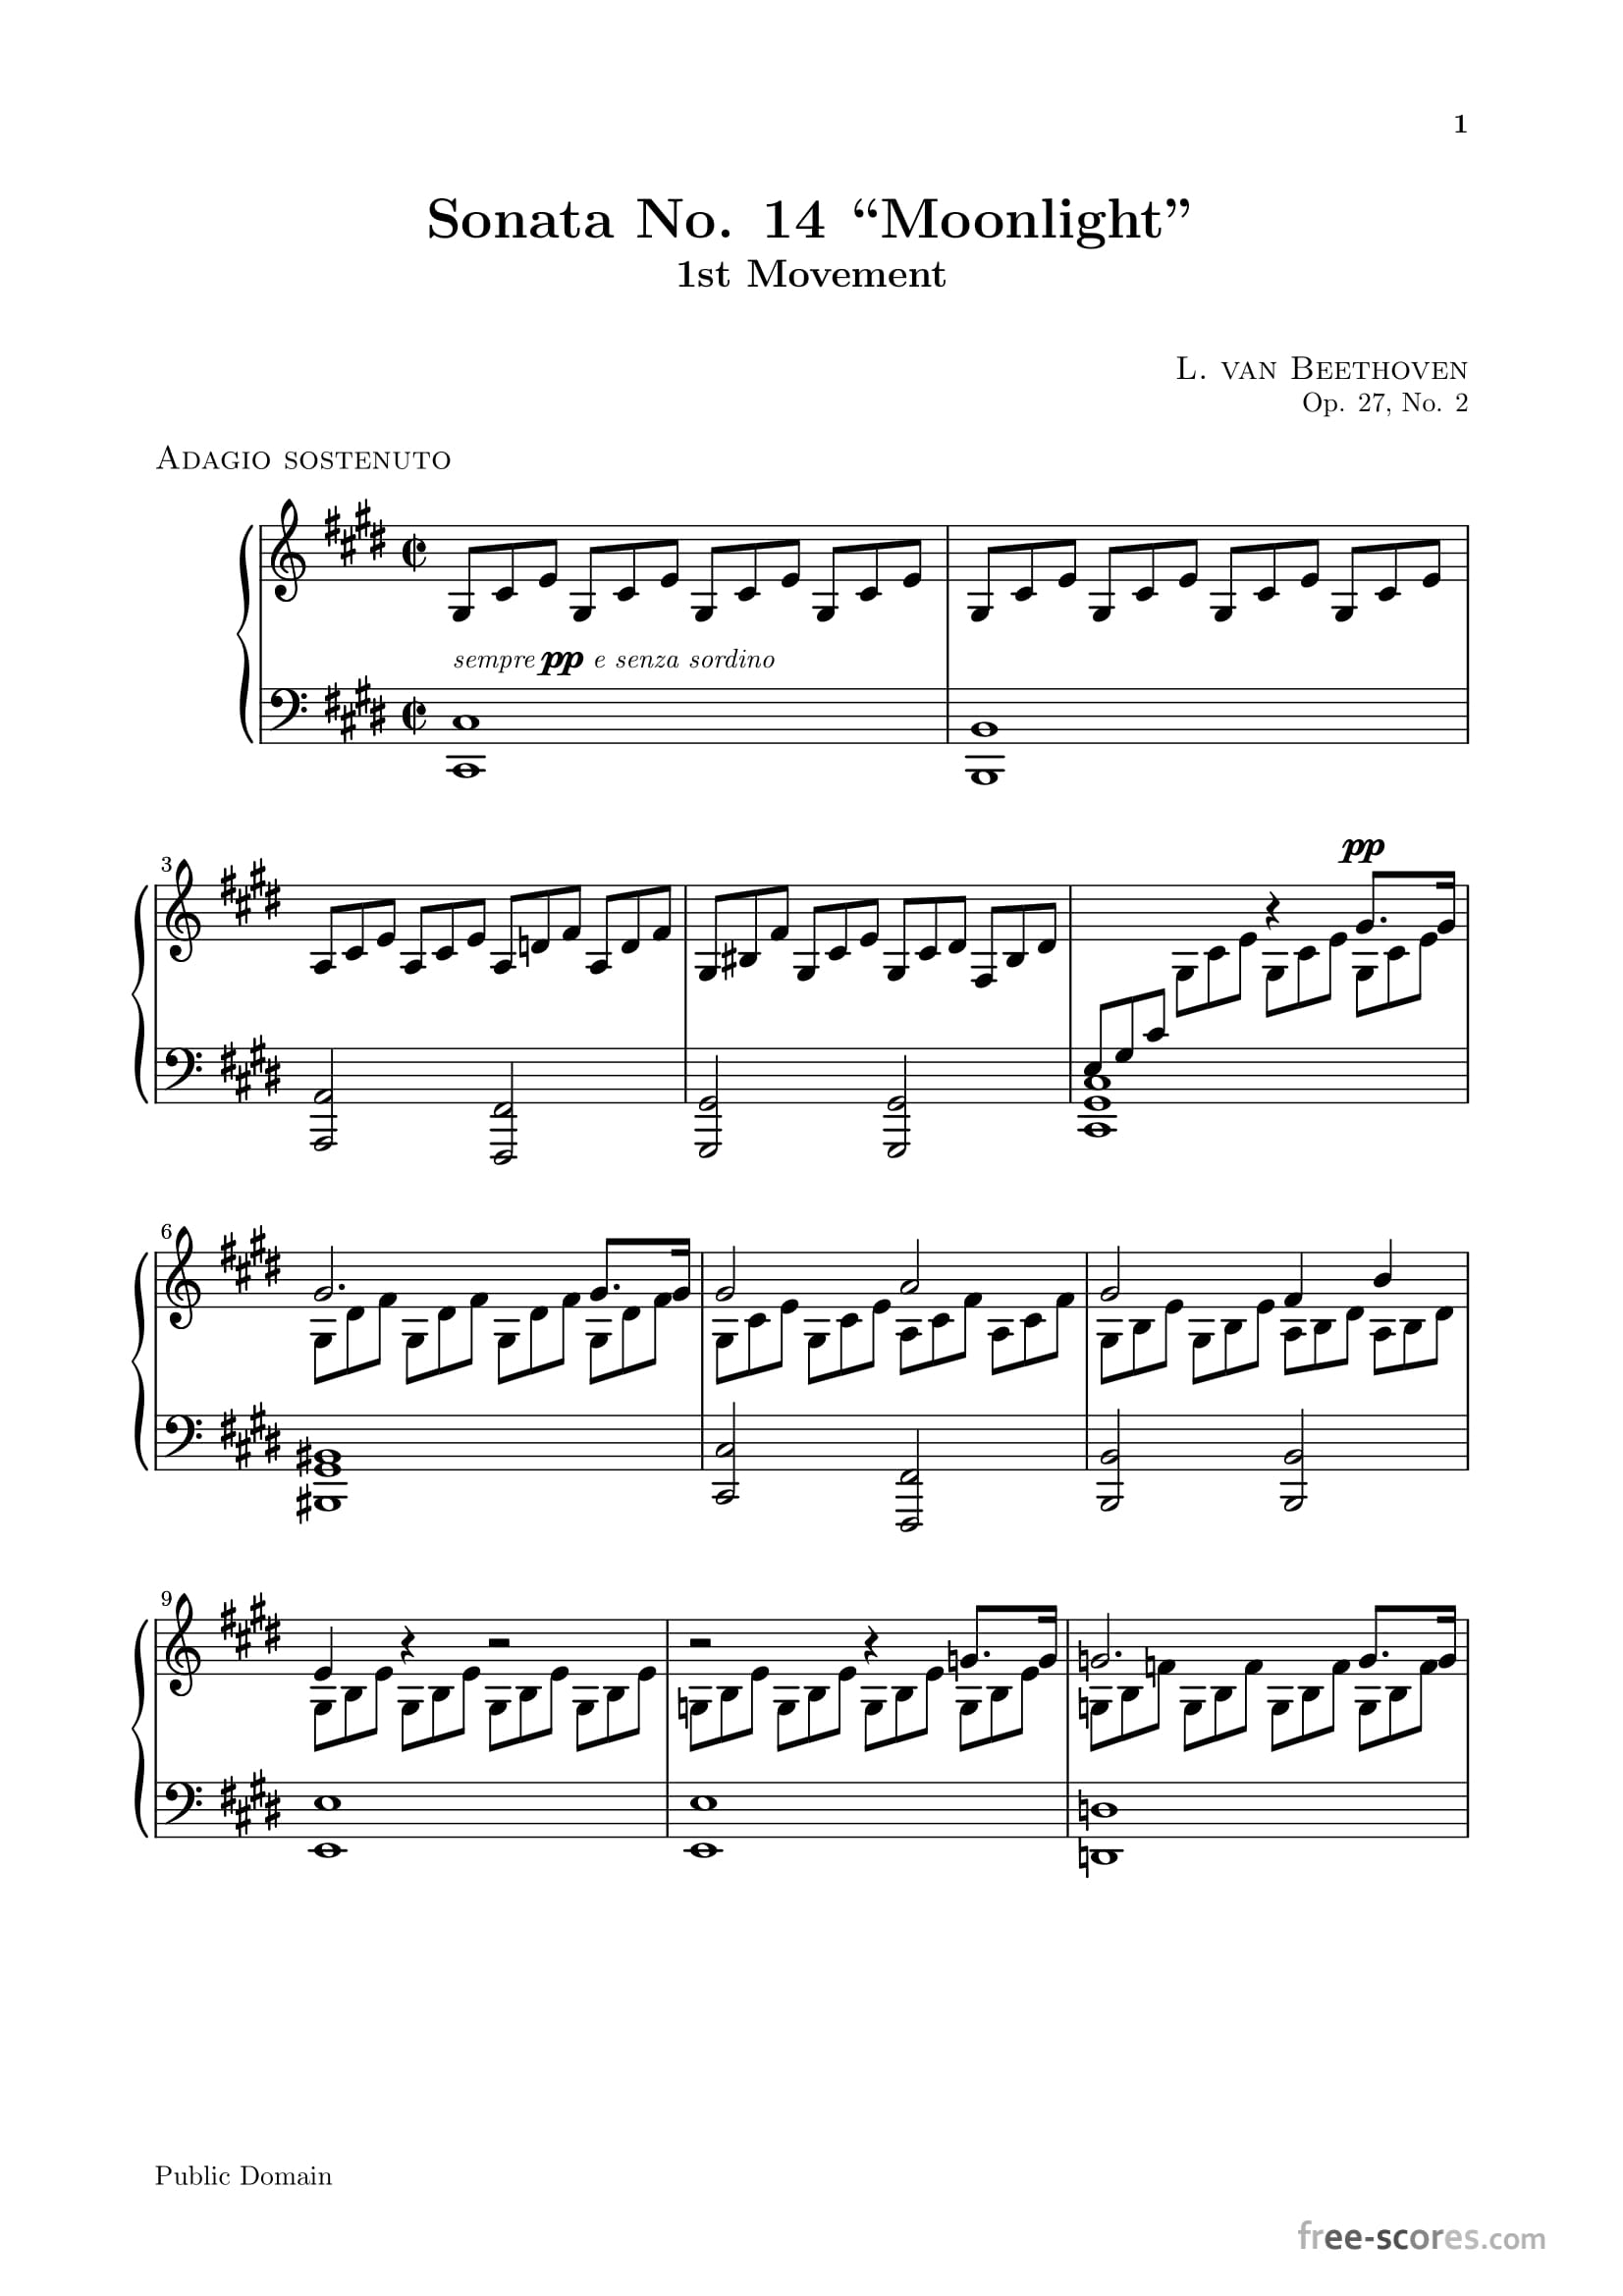 1
Sonata No. 14 “Moonlight”
1st Movement
L. van Beethoven
Op. 27, No. 2
Adagio sostenuto
sempre pp e senza sordino
3
pp
6
9
Public Domain
free-scores.com